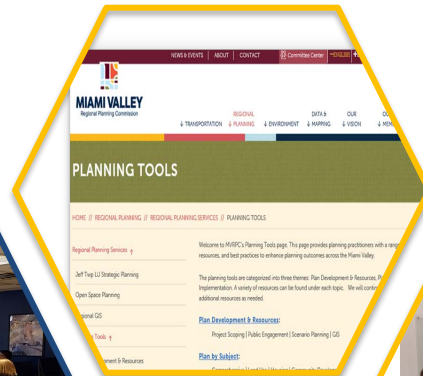 NEWS & EVENTS | ABOUT | CONTACT Committee Center ENGLISH
MIAMI VALLEY
Regional Planning Commission
↓ TRANSPORTATION REGIONAL ↓ PLANNING ↓ ENVIRONMENT DATA & ↓ MAPPING OUR ↓ VISION
PLANNING TOOLS
HOME // REGIONAL PLANNING // REGIONAL PLANNING SERVICES // PLANNING TOOLS
Regional Planning Services ↑
Jeff Twp LU Strategic Planning
Open Space Planning
GIS
Tools ↑
& Resources
Welcome to MVRPC's Planning Tools page. This page provides planning practitioners with a
resources, and best practices to enhance planning outcomes across the Miami Valley.
The planning tools are categorized into three themes: Plan Development & Resources,
Implementation. A variety of resources can be found under each topic. We will
additional resources as needed.
Plan Development & Resources:
Project Scoping | Public Engagement | Scenario Planning | GIS
Plan by Subject: